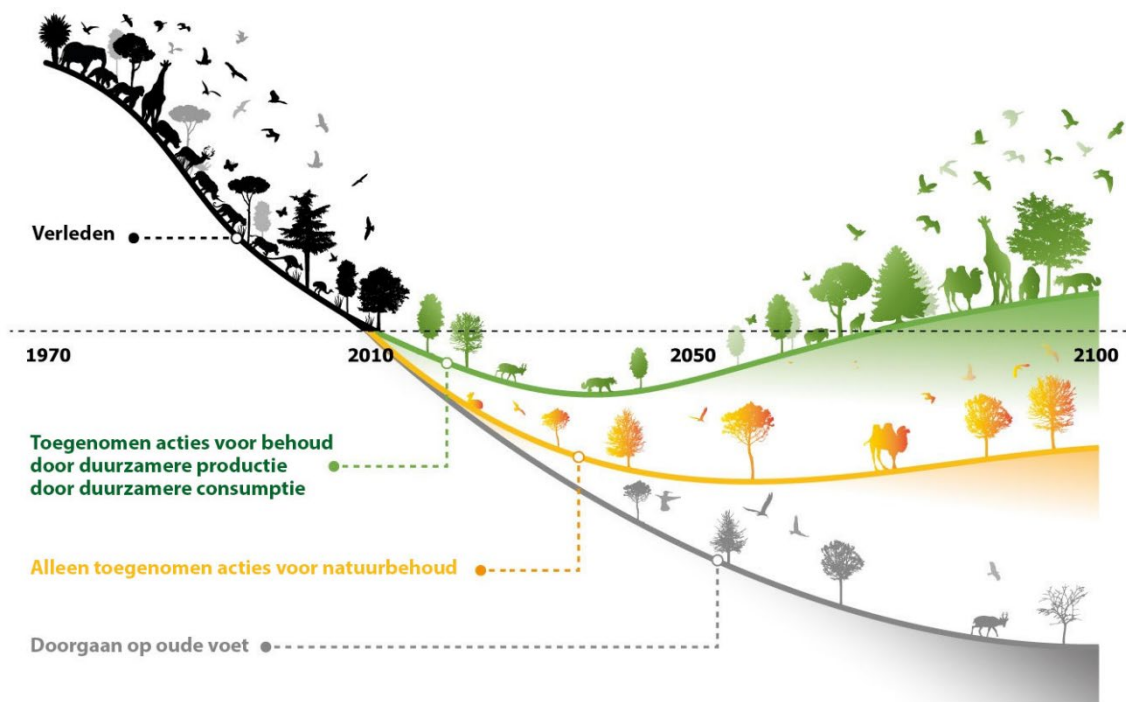 Verleden
1970
2010
2050
2100
Toegenomen acties voor behoud
door duurzamere productie
door duurzamere consumptie
Alleen toegenomen acties voor natuurbehoud
Doorgaan op oude voet